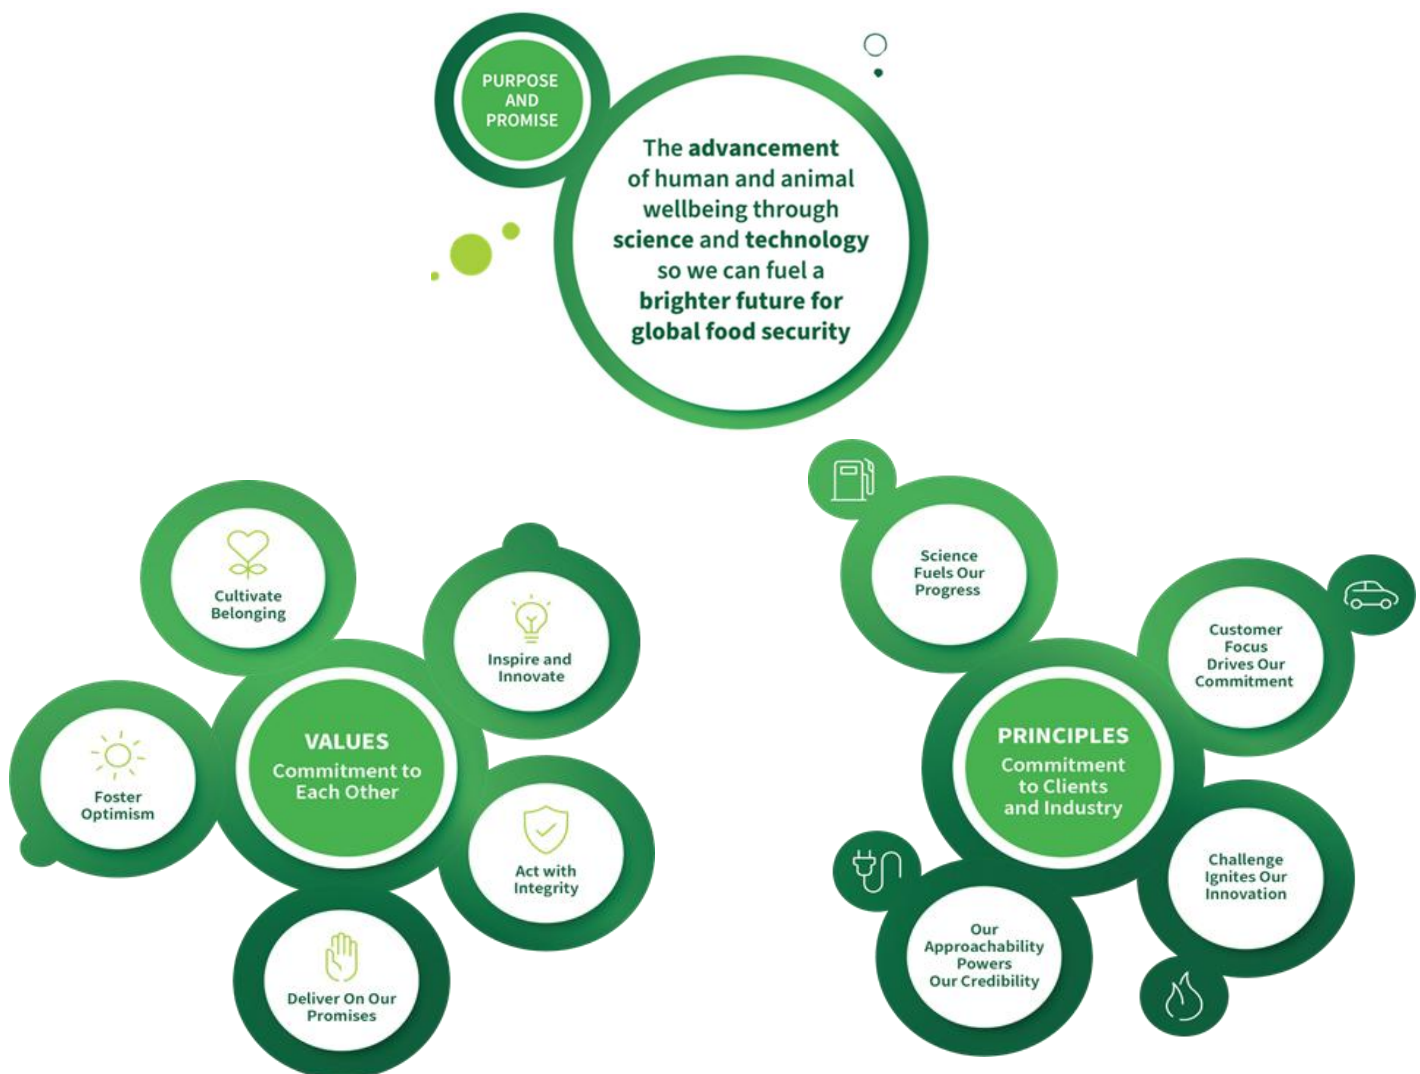 PURPOSE
AND
PROMISE
The advancement
of human and animal
wellbeing through
science and technology
so we can fuel a
brighter future for
global food security
Cultivate
Belonging
Inspire and
Innovate
Foster
Optimism
VALUES
Commitment to
Each Other
Act with
Integrity
Deliver On Our
Promises
Science
Fuels Our
Progress
Customer
Focus
Drives Our
Commitment
PRINCIPLES
Commitment
to Clients
and Industry
Challenge
Ignites Our
Innovation
Our
Approachability
Powers
Our Credibility